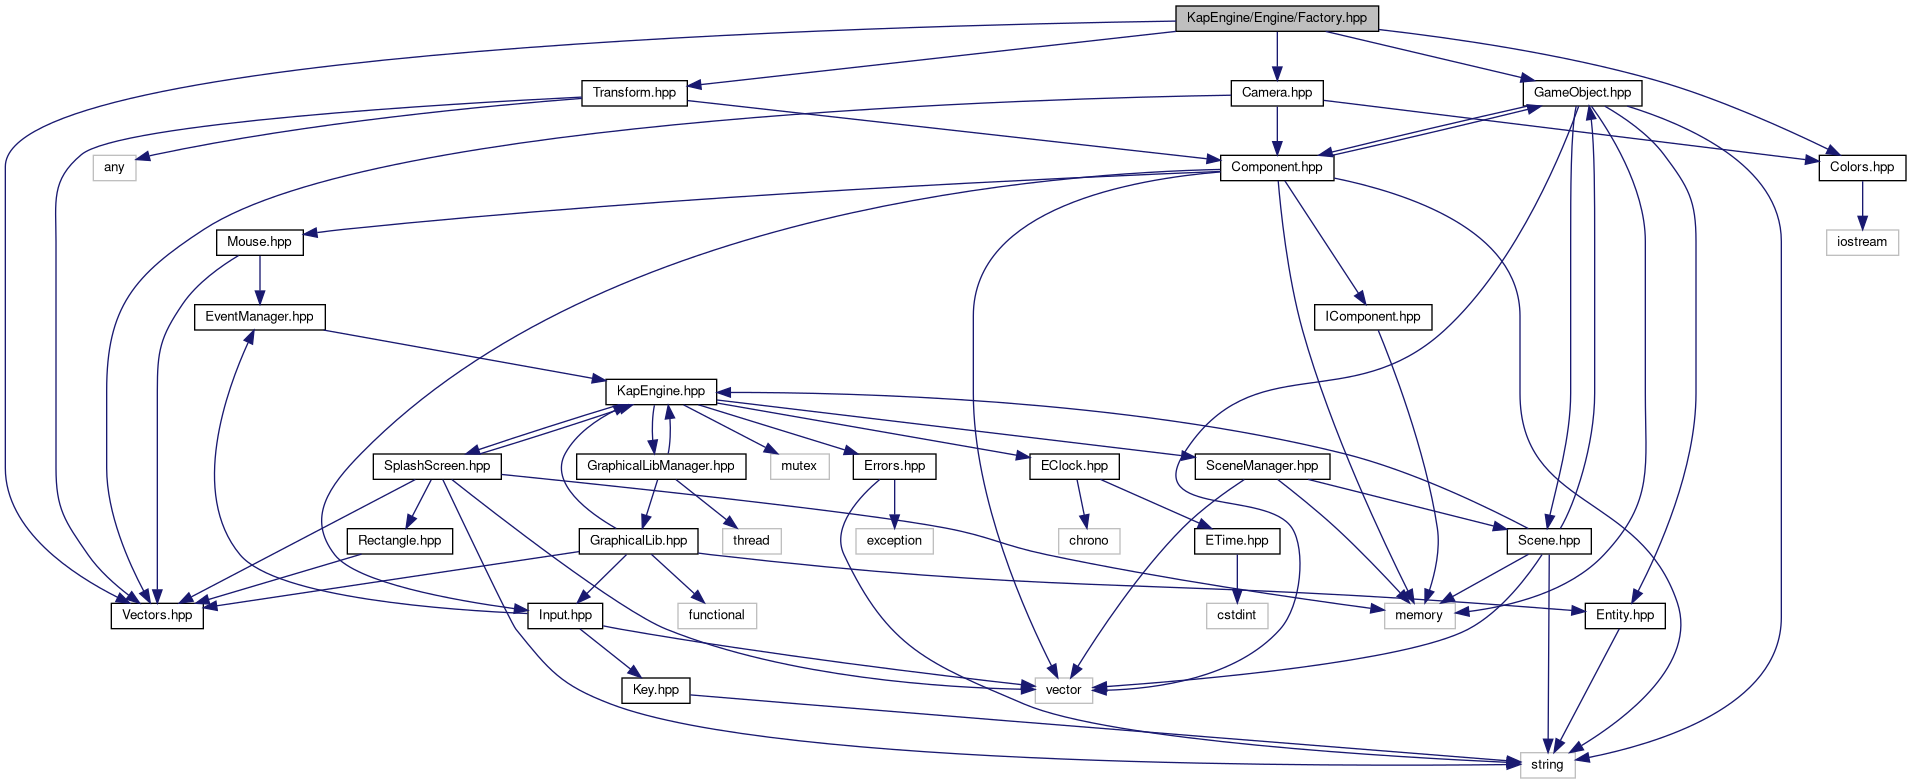 KapEngine/Engine/Factory.hpp
Transform.hpp
Camera.hpp
GameObject.hpp
any
Component.hpp
Colors.hpp
Mouse.hpp
iostream
EventManager.hpp
IComponent.hpp
KapEngine.hpp
SplashScreen.hpp
GraphicalLibManager.hpp
mutex
Errors.hpp
EClock.hpp
SceneManager.hpp
Rectangle.hpp
GraphicalLib.hpp
thread
exception
chrono
ETime.hpp
Scene.hpp
Vectors.hpp
Input.hpp
functional
cstdint
memory
Entity.hpp
Key.hpp
vector
string